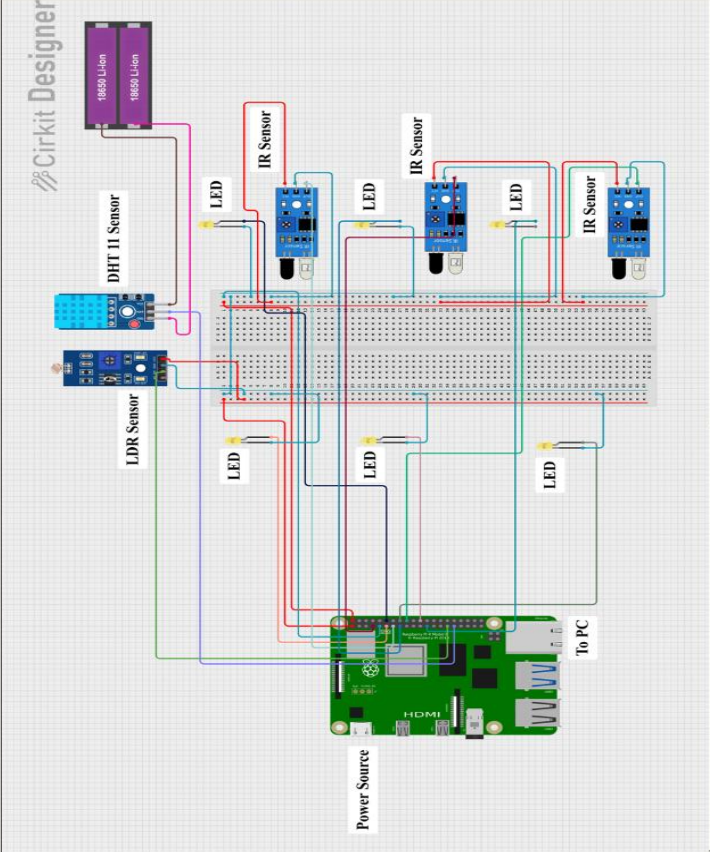 Cirkit Designer
18650 Li-ion
18650 Li-ion
DHT 11 Sensor
LDR Sensor
LED
IR Sensor
LED
IR Sensor
LED
IR Sensor
LED
LED
LED
HDMI
To PC
Power Source